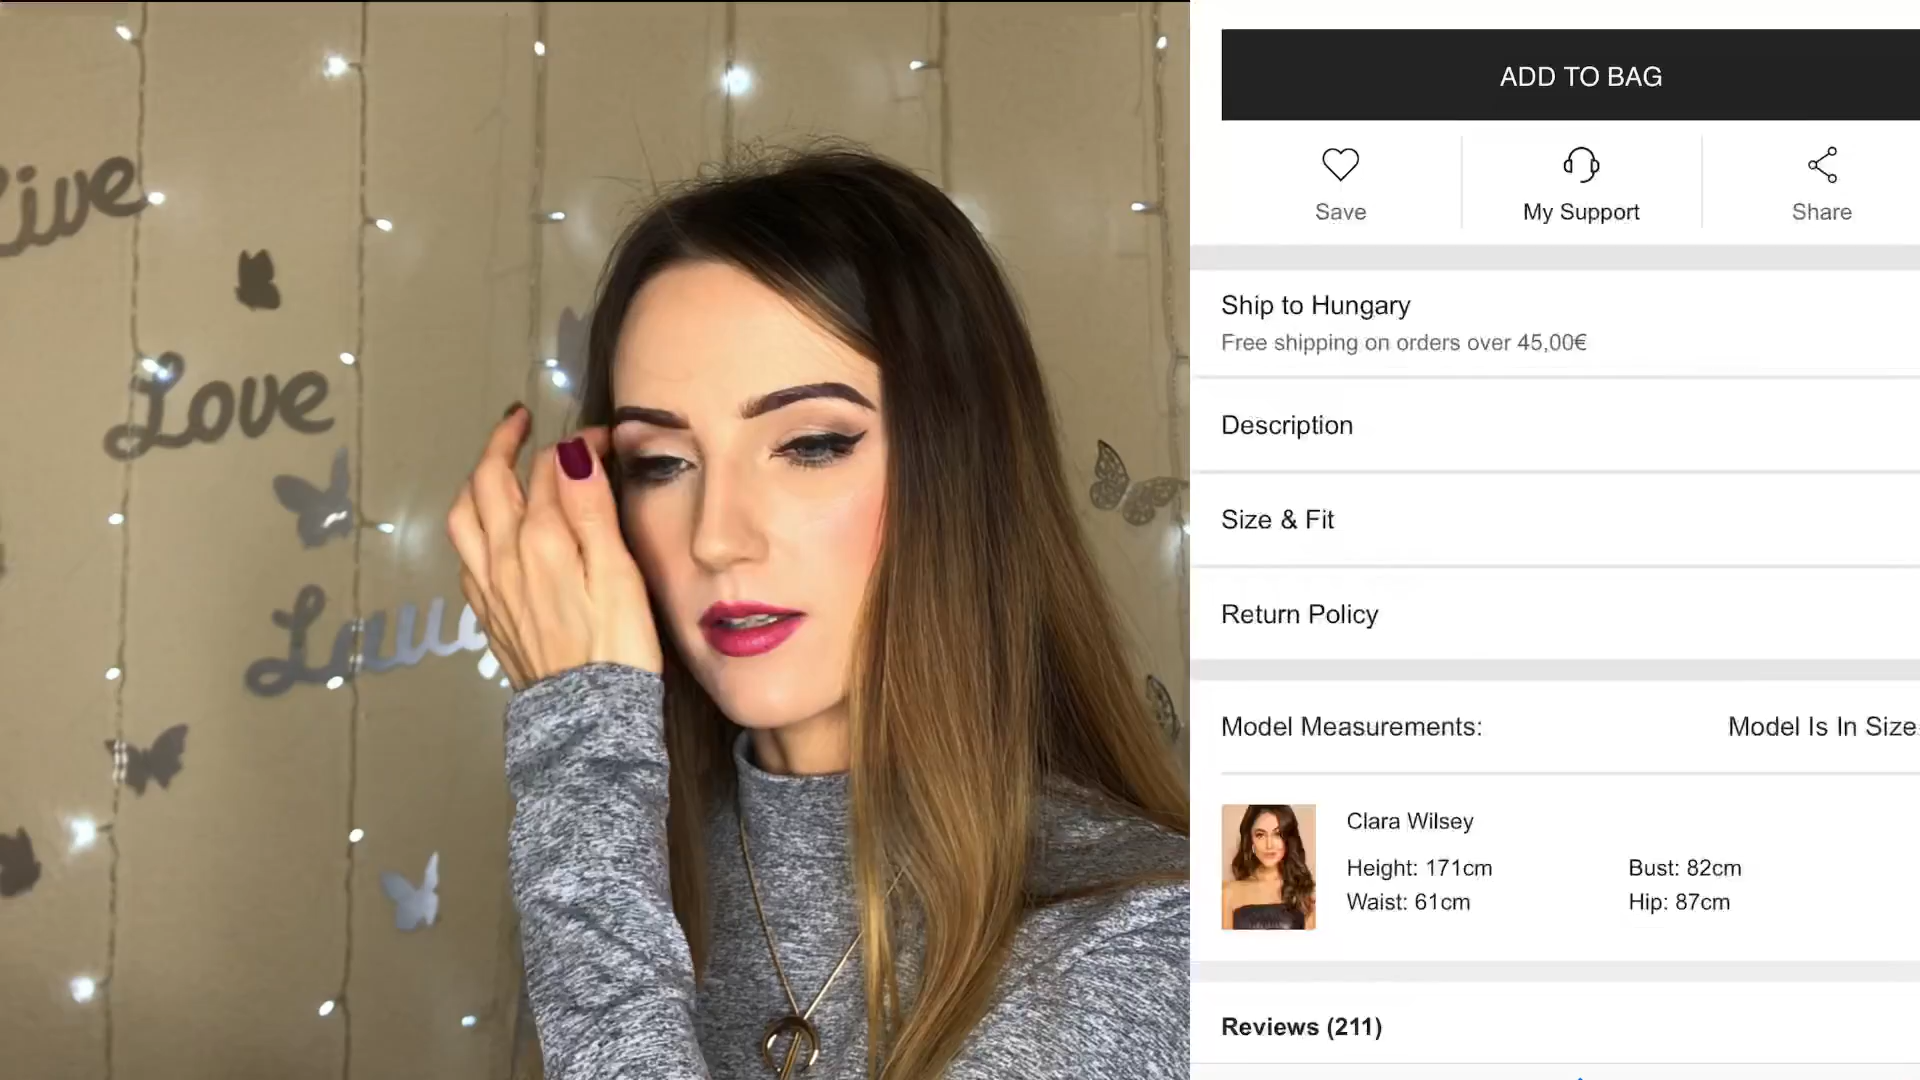 Live
Love
Laug
ADD TO BAG
Save
My Support
Share
Ship to Hungary
Free shipping on orders over 45,00€
Description
Size & Fit
Return Policy
Model Measurements:
Model Is In Size
Clara Wilsey
Height: 171cm
Bust: 82cm
Waist: 61cm
Hip: 87cm
Reviews (211)